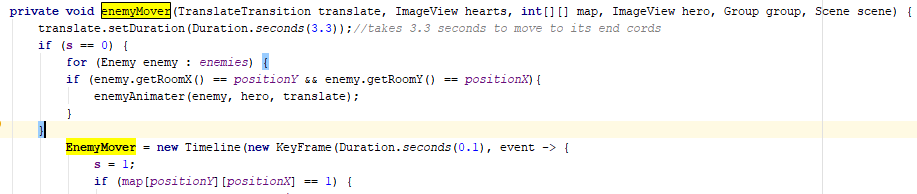 private void enemyMover(TranslateTransition translate, ImageView hearts, int[][] map, ImageView hero, Group group, Scene scene) {
translate.setDuration(Duration.seconds(3.3));//takes 3.3 seconds to move to its end cords
if (s == 0) {
for (Enemy enemy : enemies) {
if (enemy.getRoomX() == positionY && enemy.getRoomY() == positionX){
enemyAnimater(enemy, hero, translate);
}
}
EnemyMover = new Timeline(new KeyFrame(Duration.seconds(0.1), event -> {
s = 1;
if (map[positionY][positionX] == 1) {